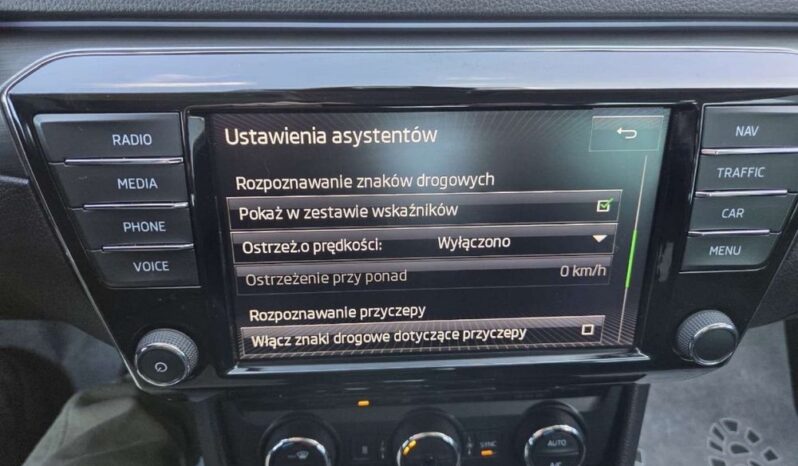 RADIO
MEDIA
PHONE
VOICE
Ustawienia asystentów
Rozpoznawanie znaków drogowych
Pokaż w zestawie wskaźników
Ostrzeż.o prędkości: Wyłączono
Ostrzeżenie przy ponad 0 km/h
Rozpoznawanie przyczepy
Włącz znaki drogowe dotyczące przyczepy
NAV
TRAFFIC
CAR
MENU
SYNC
AUTO
A/C